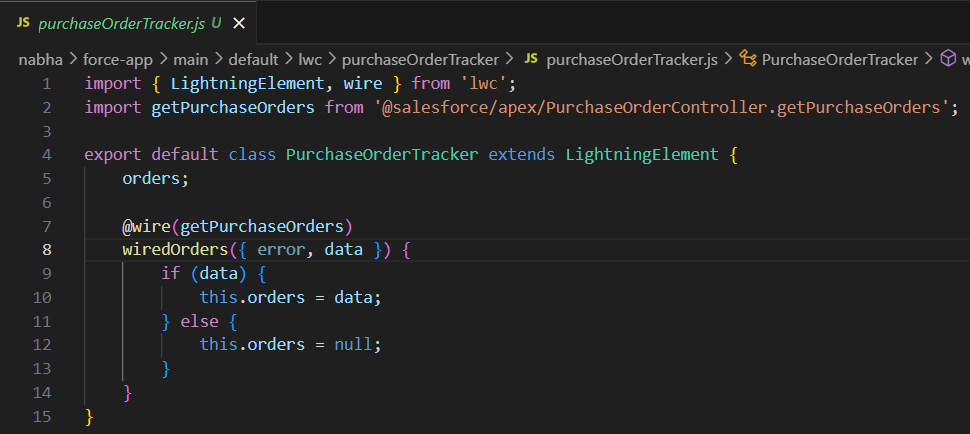 JS purchaseOrderTracker.js U ×
nabha > force-app > main > default > lwc > purchaseOrderTracker > JS purchaseOrderTracker.js > PurchaseOrderTracker > w
1 import { LightningElement, wire } from 'lwc';
2 import getPurchaseOrders from '@salesforce/apex/PurchaseOrderController.getPurchaseOrders';
3
4 export default class PurchaseOrderTracker extends LightningElement {
5     orders;
6
7     @wire(getPurchaseOrders)
8     wiredOrders({ error, data }) {
9         if (data) {
10             this.orders = data;
11         } else {
12             this.orders = null;
13         }
14     }
15 }